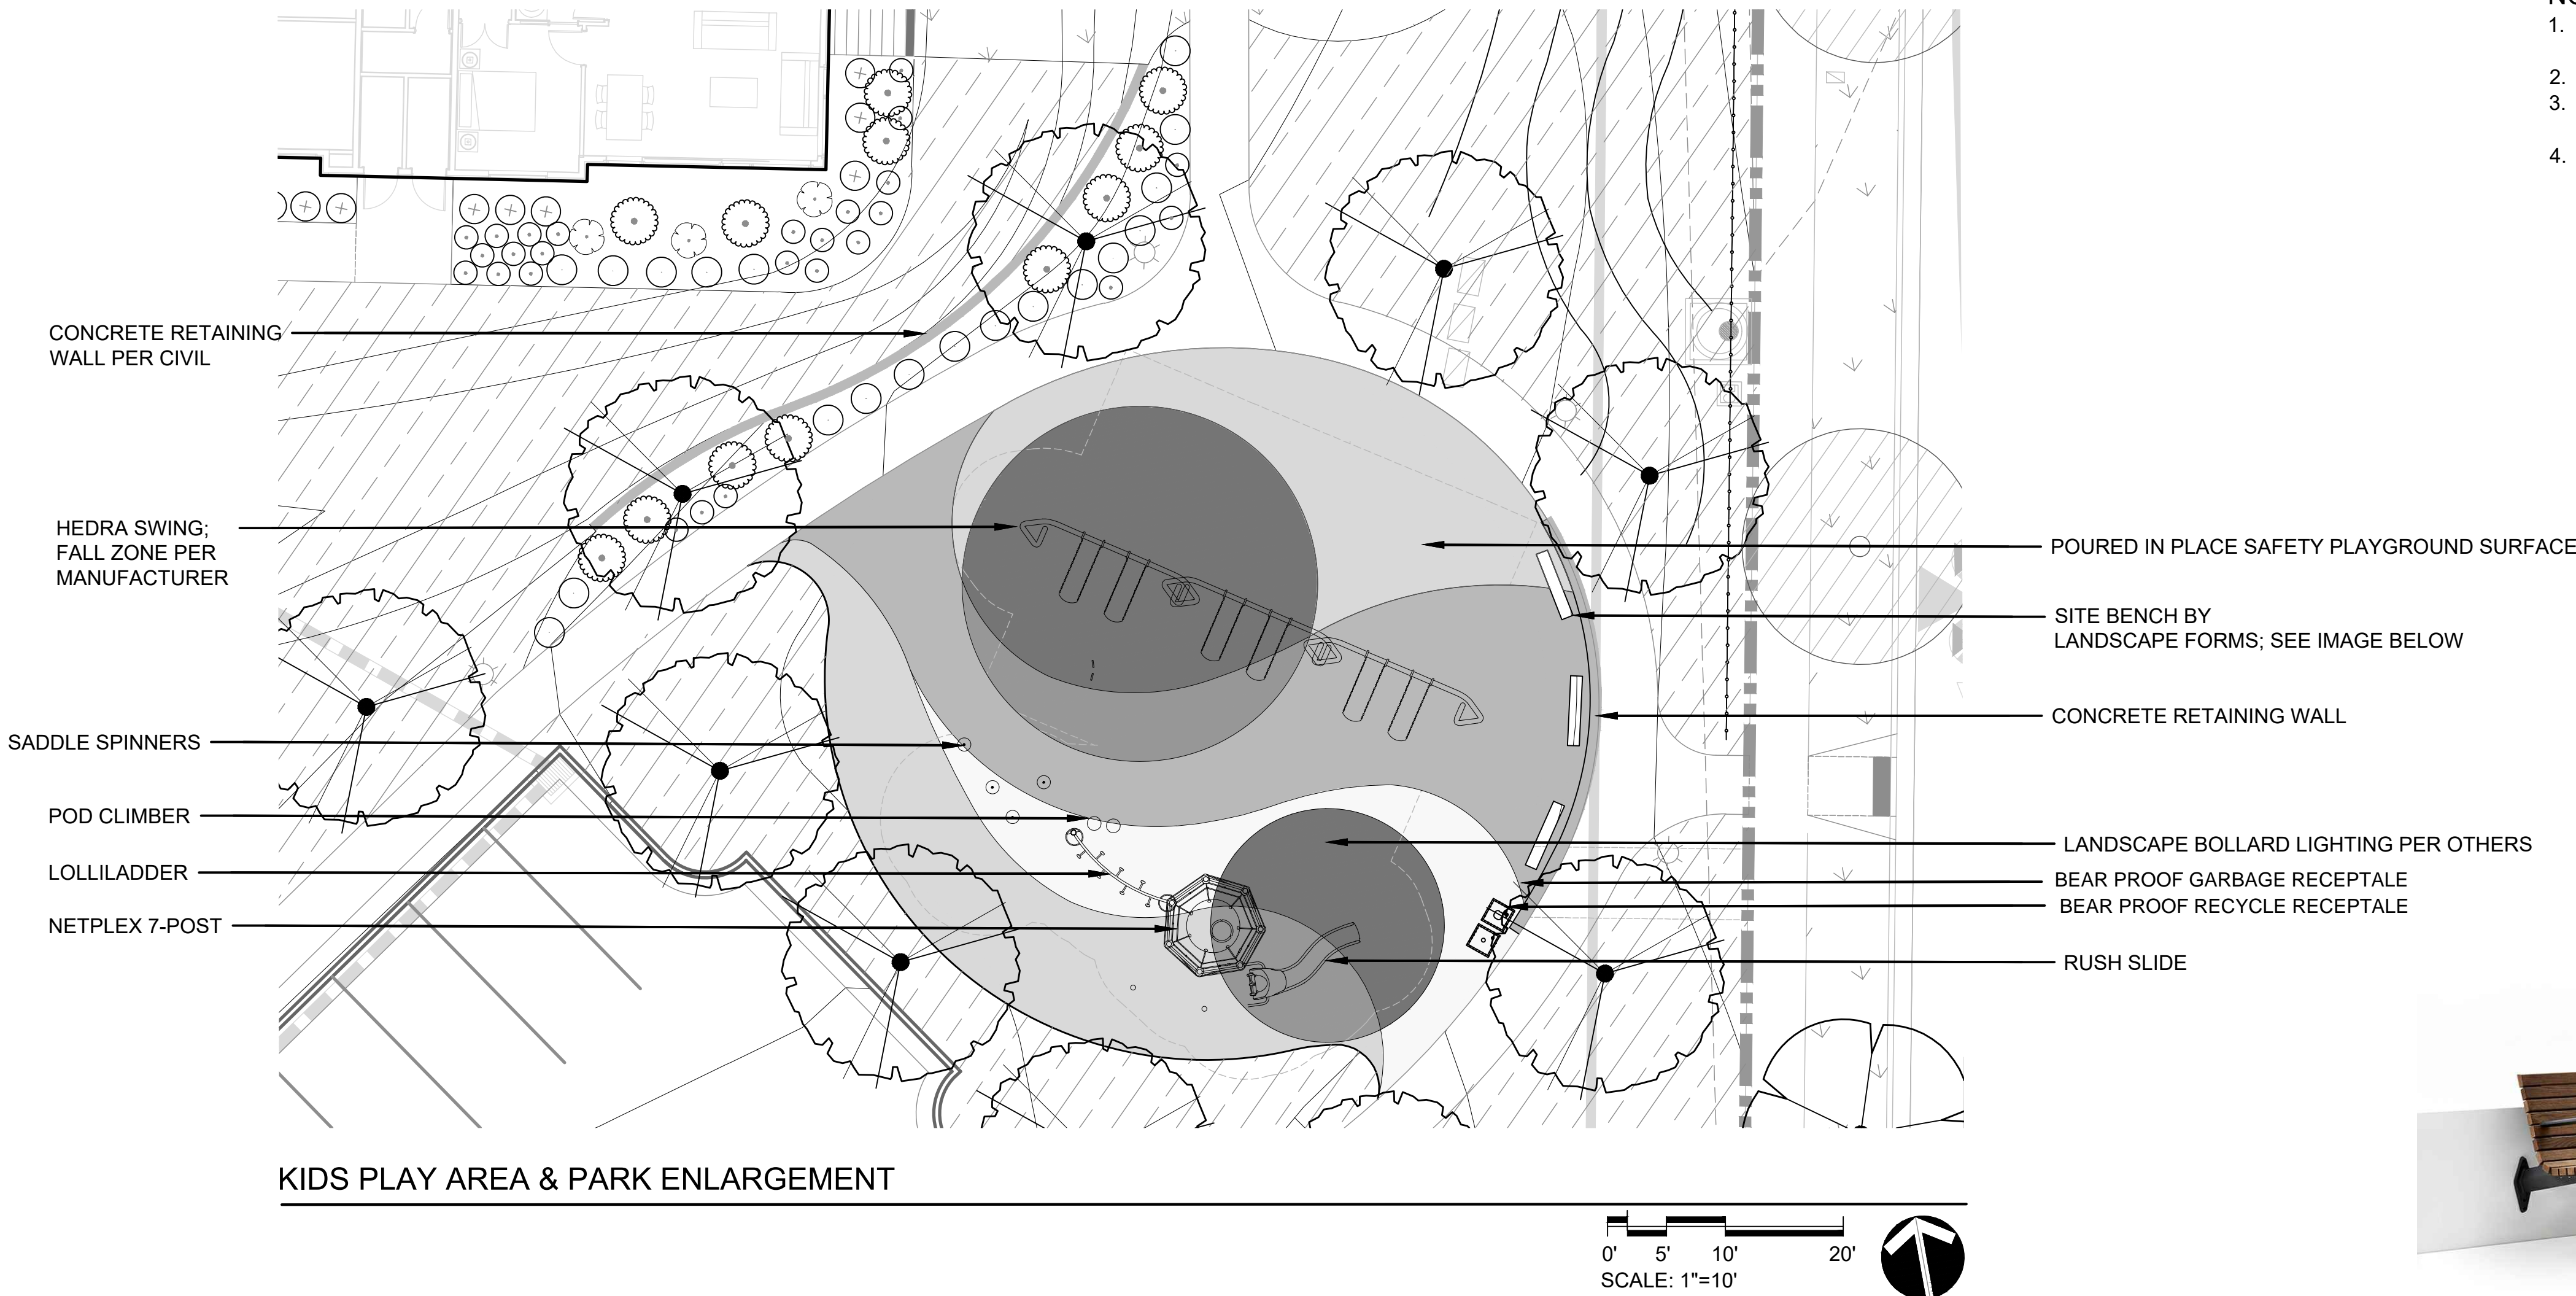 1.
2.
3.
4.
CONCRETE RETAINING
WALL PER CIVIL
HEDRA SWING;
FALL ZONE PER
MANUFACTURER
SADDLE SPINNERS
POD CLIMBER
LOLLILADDER
NETPLEX 7-POST
POURED IN PLACE SAFETY PLAYGROUND SURFACE
SITE BENCH BY
LANDSCAPE FORMS; SEE IMAGE BELOW
CONCRETE RETAINING WALL
LANDSCAPE BOLLARD LIGHTING PER OTHERS
BEAR PROOF GARBAGE RECEPTALE
BEAR PROOF RECYCLE RECEPTALE
RUSH SLIDE
KIDS PLAY AREA & PARK ENLARGEMENT
0' 5' 10' 20'
SCALE: 1"=10'